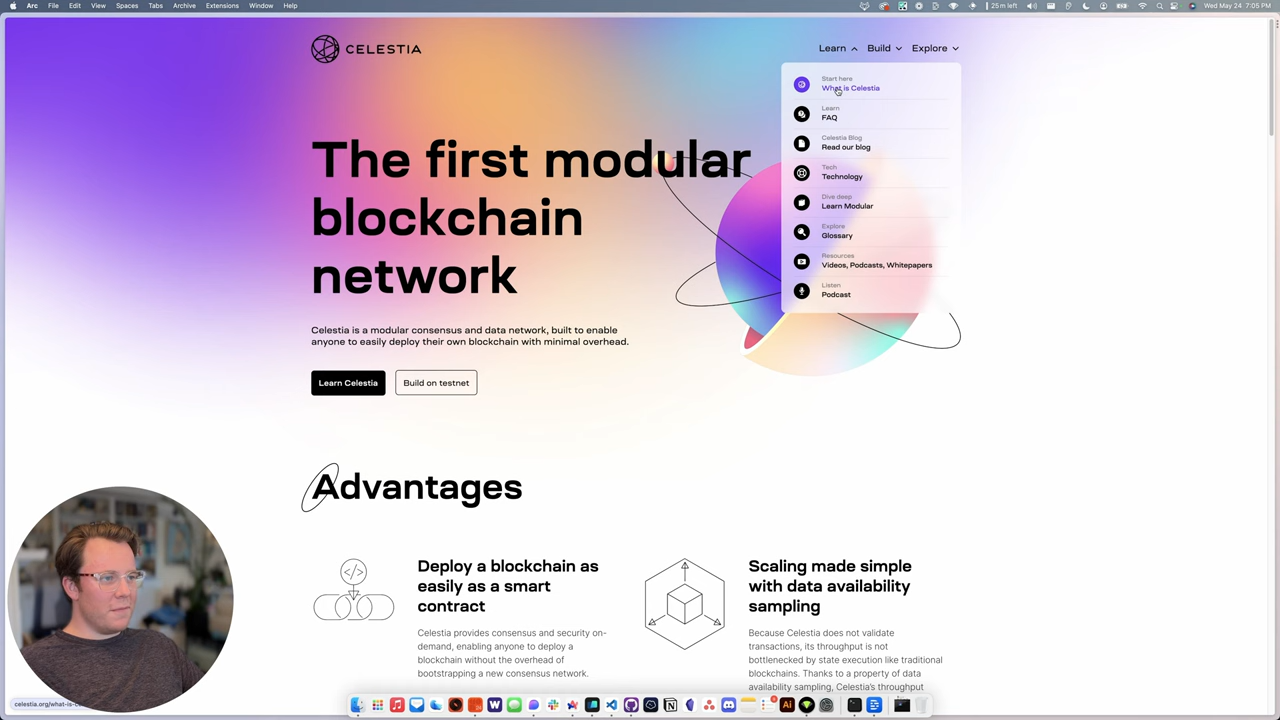 Arc File Edit View Spaces Tabs Archive Extensions Window Help
25 m left Wed May 24 7:05 PM
CELESTIA
Learn Build Explore
Start here
What is Celestia
Learn
FAQ
Celestia Blog
Read our blog
Tech
Technology
Dive deep
Learn Modular
Explore
Glossary
Resources
Videos, Podcasts, Whitepapers
Listen
Podcast
The first modular
blockchain
network
Celestia is a modular consensus and data network, built to enable
anyone to easily deploy their own blockchain with minimal overhead.
Learn Celestia
Build on testnet
Advantages
</>
Deploy a blockchain as
easily as a smart
contract
Celestia provides consensus and security on-
demand, enabling anyone to deploy a
blockchain without the overhead of
bootstrapping a new consensus network.
Scaling made simple
with data availability
sampling
Because Celestia does not validate
transactions, its throughput is not
bottlenecked by state execution like traditional
blockchains. Thanks to a property of data
availability sampling, Celestia's throughput